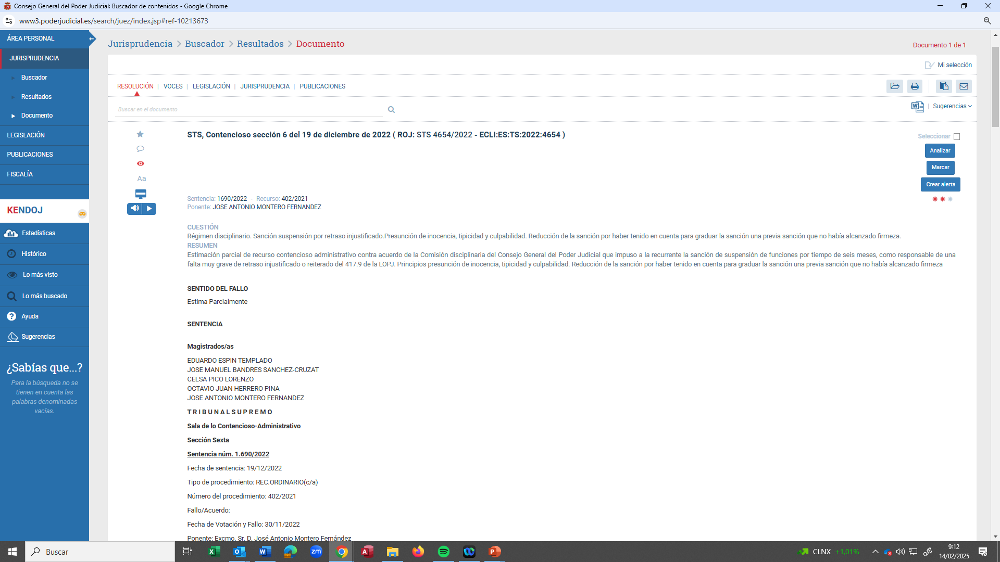 Consejo General del Poder Judicial: Buscador de contenidos - Google Chrome
www3.poderjudicial.es/search/juez/index.jsp#ref-10213673
ÁREA PERSONAL
JURISPRUDENCIA
Buscador
Resultados
Documento
LEGISLACIÓN
PUBLICACIONES
FISCALÍA
KENDOJ
Estadísticas
Histórico
Lo más visto
Lo más buscado
Ayuda
Sugerencias
¿Sabías que...?
Para la búsqueda no se
tienen en cuenta las
palabras denominadas
vacías.
Jurisprudencia > Buscador > Resultados > Documento
Documento 1 de 1
Mi selección
RESOLUCIÓN | VOCES | LEGISLACIÓN | JURISPRUDENCIA | PUBLICACIONES
Buscar en el documento
| Sugerencias
STS, Contencioso sección 6 del 19 de diciembre de 2022 ( ROJ: STS 4654/2022 - ECLI:ES:TS:2022:4654 )
Seleccionar
Analizar
Marcar
Crear alerta
Aa
Sentencia: 1690/2022 - Recurso: 402/2021
Ponente: JOSE ANTONIO MONTERO FERNANDEZ
CUESTIÓN
Régimen disciplinario. Sanción suspensión por retraso injustificado.Presunción de inocencia, tipicidad y culpabilidad. Reducción de la sanción por haber tenido en cuenta para graduar la sanción una previa sanción que no había alcanzado firmeza.
RESUMEN
Estimación parcial de recurso contencioso administrativo contra acuerdo de la Comisión disciplinaria del Consejo General del Poder Judicial que impuso a la recurrente la sanción de suspensión de funciones por tiempo de seis meses, como responsable de una
falta muy grave de retraso injustificado o reiterado del 417.9 de la LOPJ. Principios presunción de inocencia, tipicidad y culpabilidad. Reducción de la sanción por haber tenido en cuenta para graduar la sanción una previa sanción que no había alcanzado firmeza
SENTIDO DEL FALLO
Estima Parcialmente
SENTENCIA
Magistrados/as
EDUARDO ESPIN TEMPLADO
JOSE MANUEL BANDRES SANCHEZ-CRUZAT
CELSA PICO LORENZO
OCTAVIO JUAN HERRERO PINA
JOSE ANTONIO MONTERO FERNANDEZ
T R I B U N A L S U P R E M O
Sala de lo Contencioso-Administrativo
Sección Sexta
Sentencia núm. 1.690/2022
Fecha de sentencia: 19/12/2022
Tipo de procedimiento: REC.ORDINARIO(c/a)
Número del procedimiento: 402/2021
Fallo/Acuerdo:
Fecha de Votación y Fallo: 30/11/2022
Ponente: Excmo. Sr. D. José Antonio Montero Fernández
Buscar
CLNX +1,01%
9:12
14/02/2025